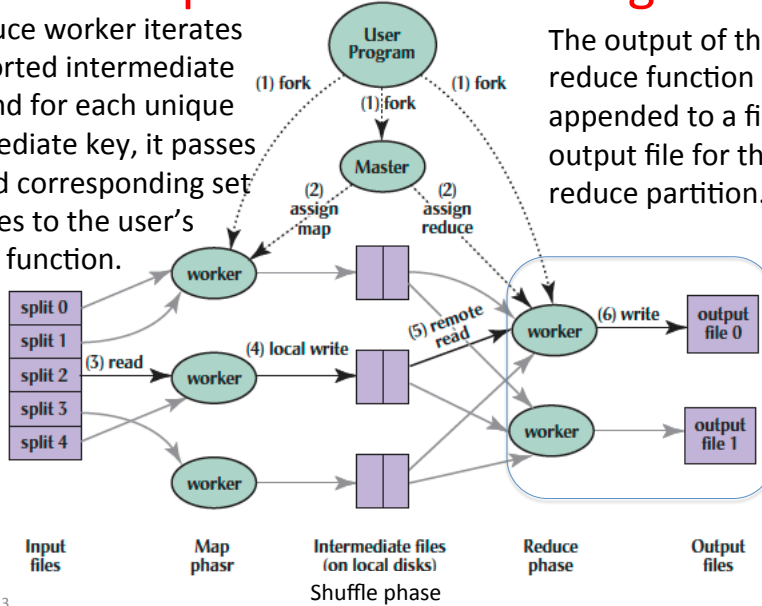 uce worker iterates
orted intermediate
nd for each unique
nediate key, it passes
d corresponding set
es to the user's
function.
The output of th
reduce function
appended to a fi
output file for th
reduce partition.
User
Program
(1) fork
(1) fork
(1) fork
Master
(2)
assign
map
(2)
assign
reduce
worker
split 0
split 1
split 2
split 3
split 4
(3) read
worker
(4) local write
(5) remote
read
worker
(6) write
output
file 0
worker
output
file 1
worker
Input
files
Map
phasr
Intermediate files
(on local disks)
Reduce
phase
Output
files
Shuffle phase
3